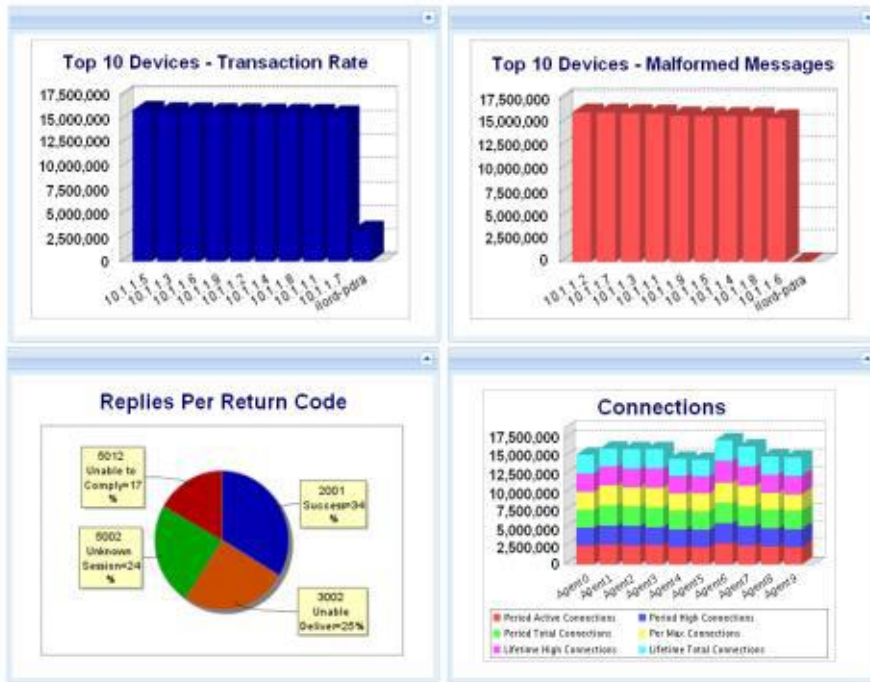 Top 10 Devices - Transaction Rate
17,500,000
15,000,000
12,500,000
10,000,000
7,500,000
5,000,000
2,500,000
0
10.1.1.5
10.1.1.3
10.1.1.6
10.1.1.9
10.1.1.2
10.1.1.4
10.1.1.8
10.1.1.11
10.1.1.7
ilord-pdra
Top 10 Devices - Malformed Messages
17,500,000
15,000,000
12,500,000
10,000,000
7,500,000
5,000,000
2,500,000
0
10.1.1.2
10.1.1.7
10.1.1.3
10.1.1.11
10.1.1.9
10.1.1.5
10.1.1.4
10.1.1.8
10.1.1.6
ilord-pdra
Replies Per Return Code
5012
Unable to
Comply=17
%
2001
Success=34
%
5002
Unknown
Session=24
%
3002
Unable
Deliver=25%
Connections
17,500,000
15,000,000
12,500,000
10,000,000
7,500,000
5,000,000
2,500,000
0
Agent0
Agent1
Agent2
Agent3
Agent4
Agent5
Agent6
Agent7
Agent8
Agent9
Period Active Connections
Period High Connections
Period Total Connections
Per Max Connections
Lifetime High Connections
Lifetime Total Connections